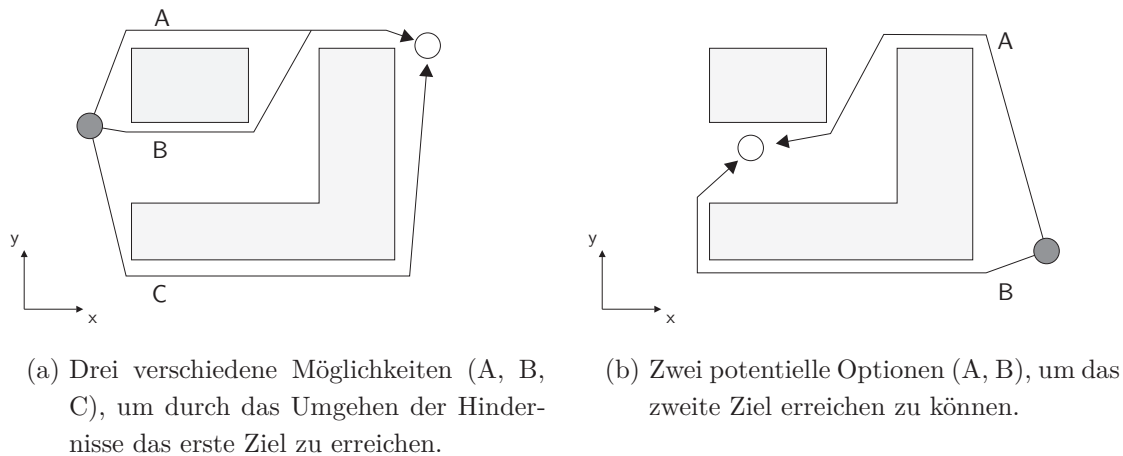 A
B
C
y
x
A
B
y
x
(a) Drei verschiedene Möglichkeiten (A, B,
C), um durch das Umgehen der Hinder-
nisse das erste Ziel zu erreichen.
(b) Zwei potentielle Optionen (A, B), um das
zweite Ziel erreichen zu können.